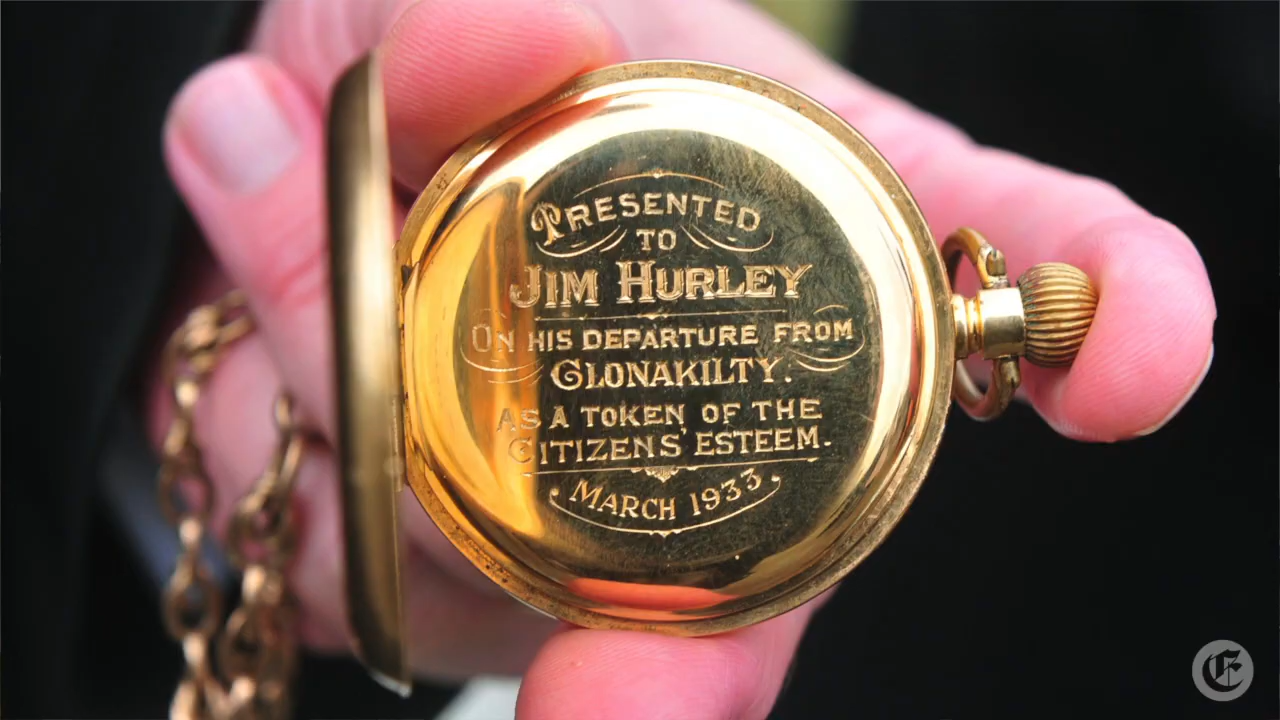 PRESENTED
TO
JIM HURLEY
ON HIS DEPARTURE FROM
CLONAKILTY.
AS A TOKEN OF THE
CITIZENS' ESTEEM.
MARCH 1933.